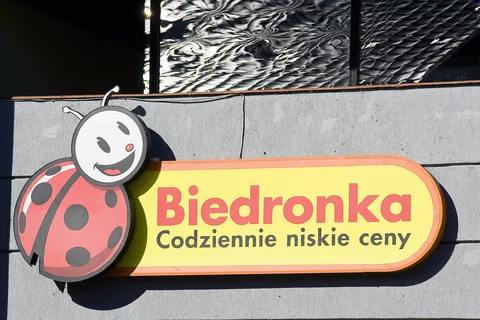 Biedronka
Codziennie niskie ceny